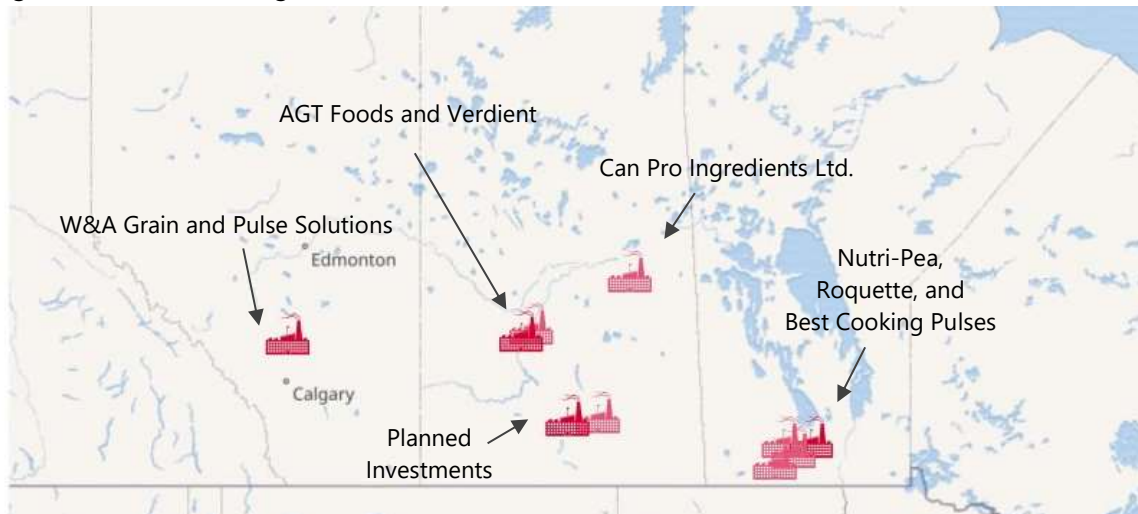 AGT Foods and Verdient
Can Pro Ingredients Ltd.
W&A Grain and Pulse Solutions
Edmonton
Nutri-Pea,
Roquette, and
Best Cooking Pulses
Calgary
Planned
Investments